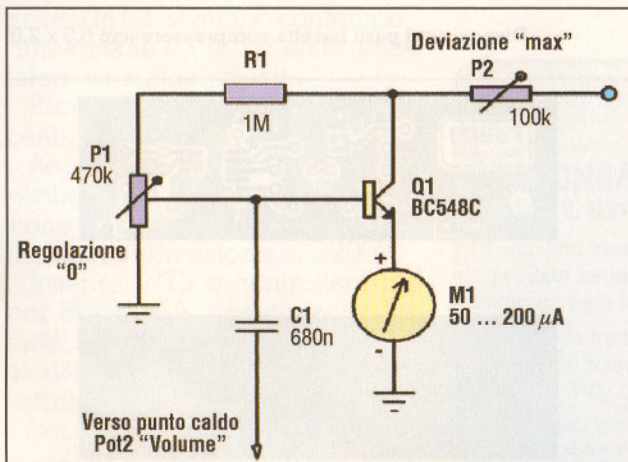 Deviazione "max"
R1
P2
1M
100k
P1
470k
Q1
BC548C
Regolazione
"0"
+
M1
50 ... 200 µA
-
C1
680n
Verso punto caldo
Pot2 "Volume"